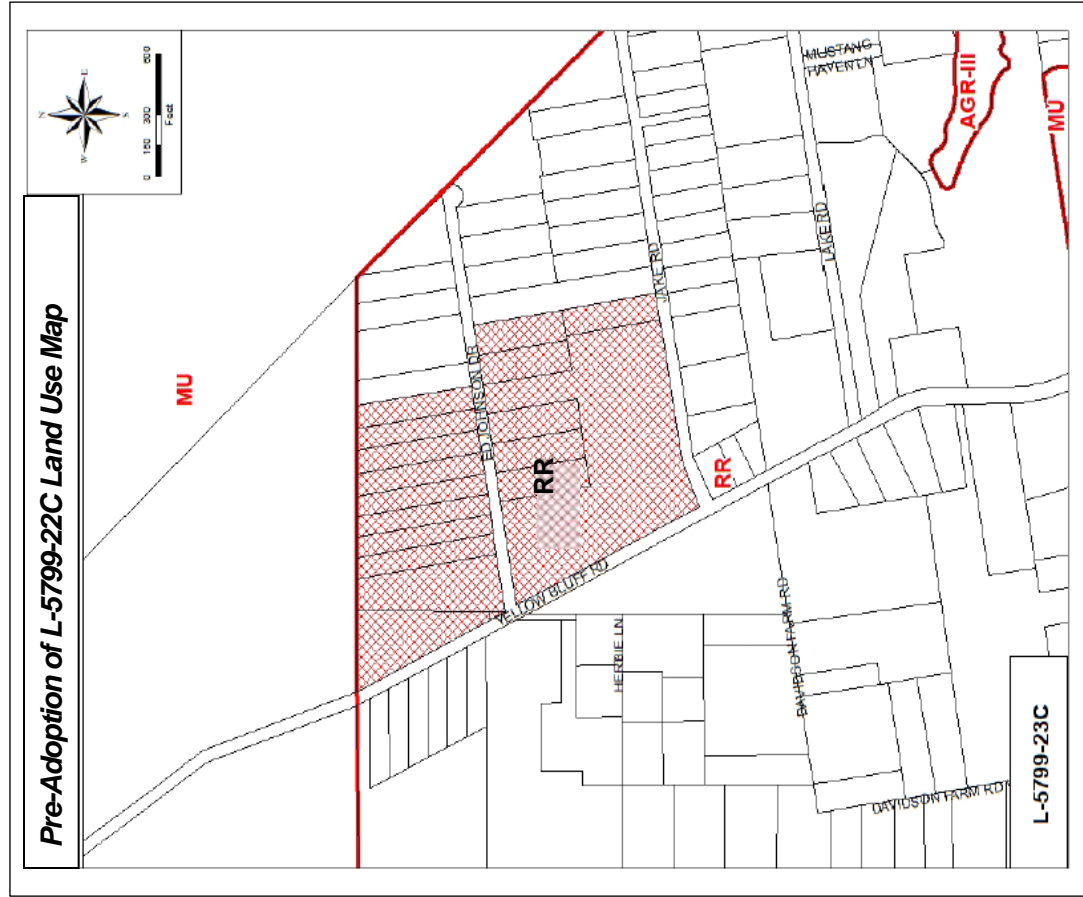 Pre-Adoption of L-5799-22C Land Use Map
N
W
E
S
0 150 300 600
Feet
MU
ED JOHNSON DR
RR
YELLOW BLUFF RD
JAKE RD
RR
HERBIE LN
DAVIDSON FARM RD
LAKE RD
MUSTANG
HAVEN LN
AGR-III
MU
DAVIDSON FARM RD
L-5799-23C